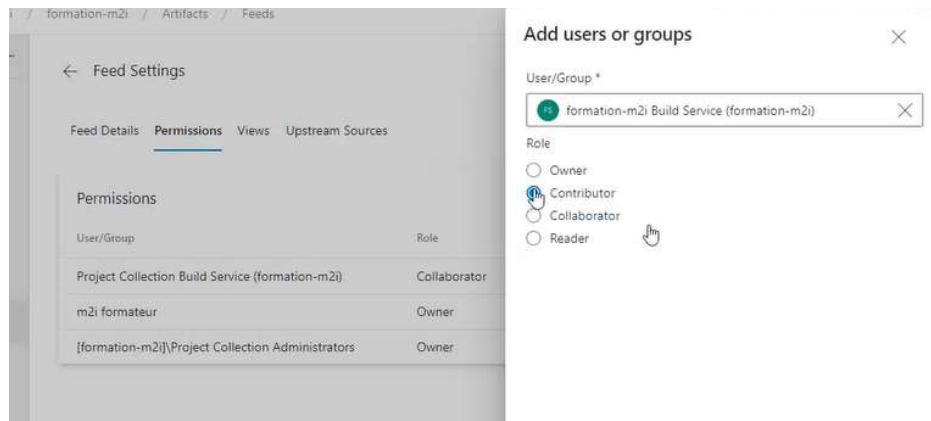 / formation-m2i / Artifacts / Feeds
← Feed Settings
Feed Details Permissions Views Upstream Sources
Permissions
User/Group Role
Project Collection Build Service (formation-m2i) Collaborator
m2i formateur Owner
[formation-m2i]\Project Collection Administrators Owner
Add users or groups
User/Group *
FS formation-m2i Build Service (formation-m2i)
Role
Owner
Contributor
Collaborator
Reader